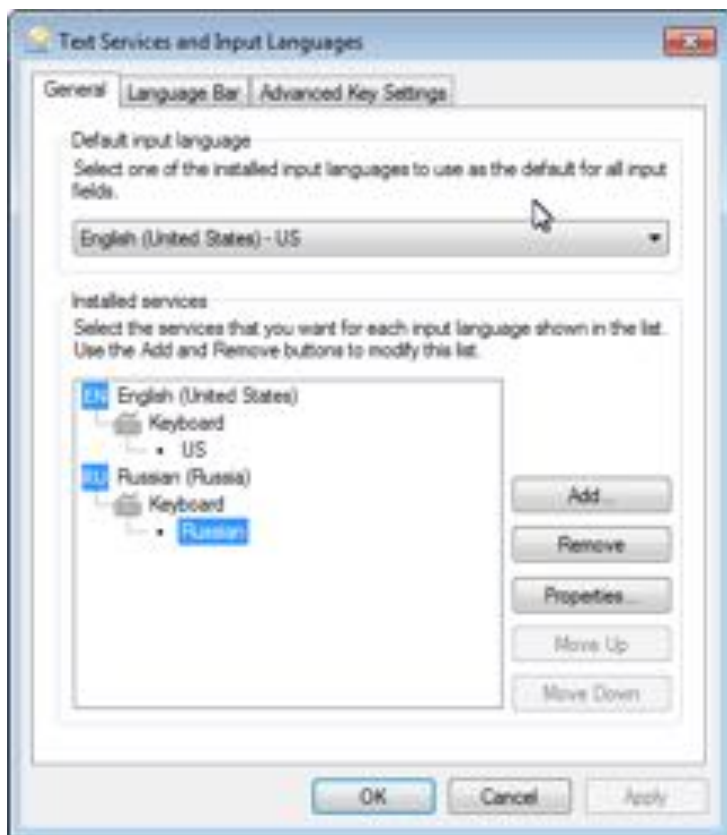 Text Services and Input Languages
General Language Bar Advanced Key Settings
Default input language
Select one of the installed input languages to use as the default for all input
fields.
English (United States) - US
Installed services
Select the services that you want for each input language shown in the list.
Use the Add and Remove buttons to modify this list.
EN English (United States)
Keyboard
US
RU Russian (Russia)
Keyboard
Russian
Add...
Remove
Properties...
Move Up
Move Down
OK Cancel Apply